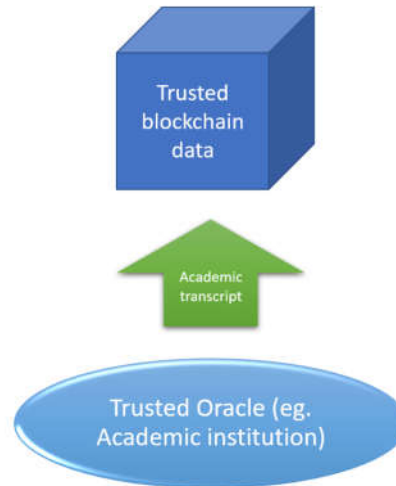 Trusted
blockchain
data
Academic
transcript
Trusted Oracle (eg.
Academic institution)